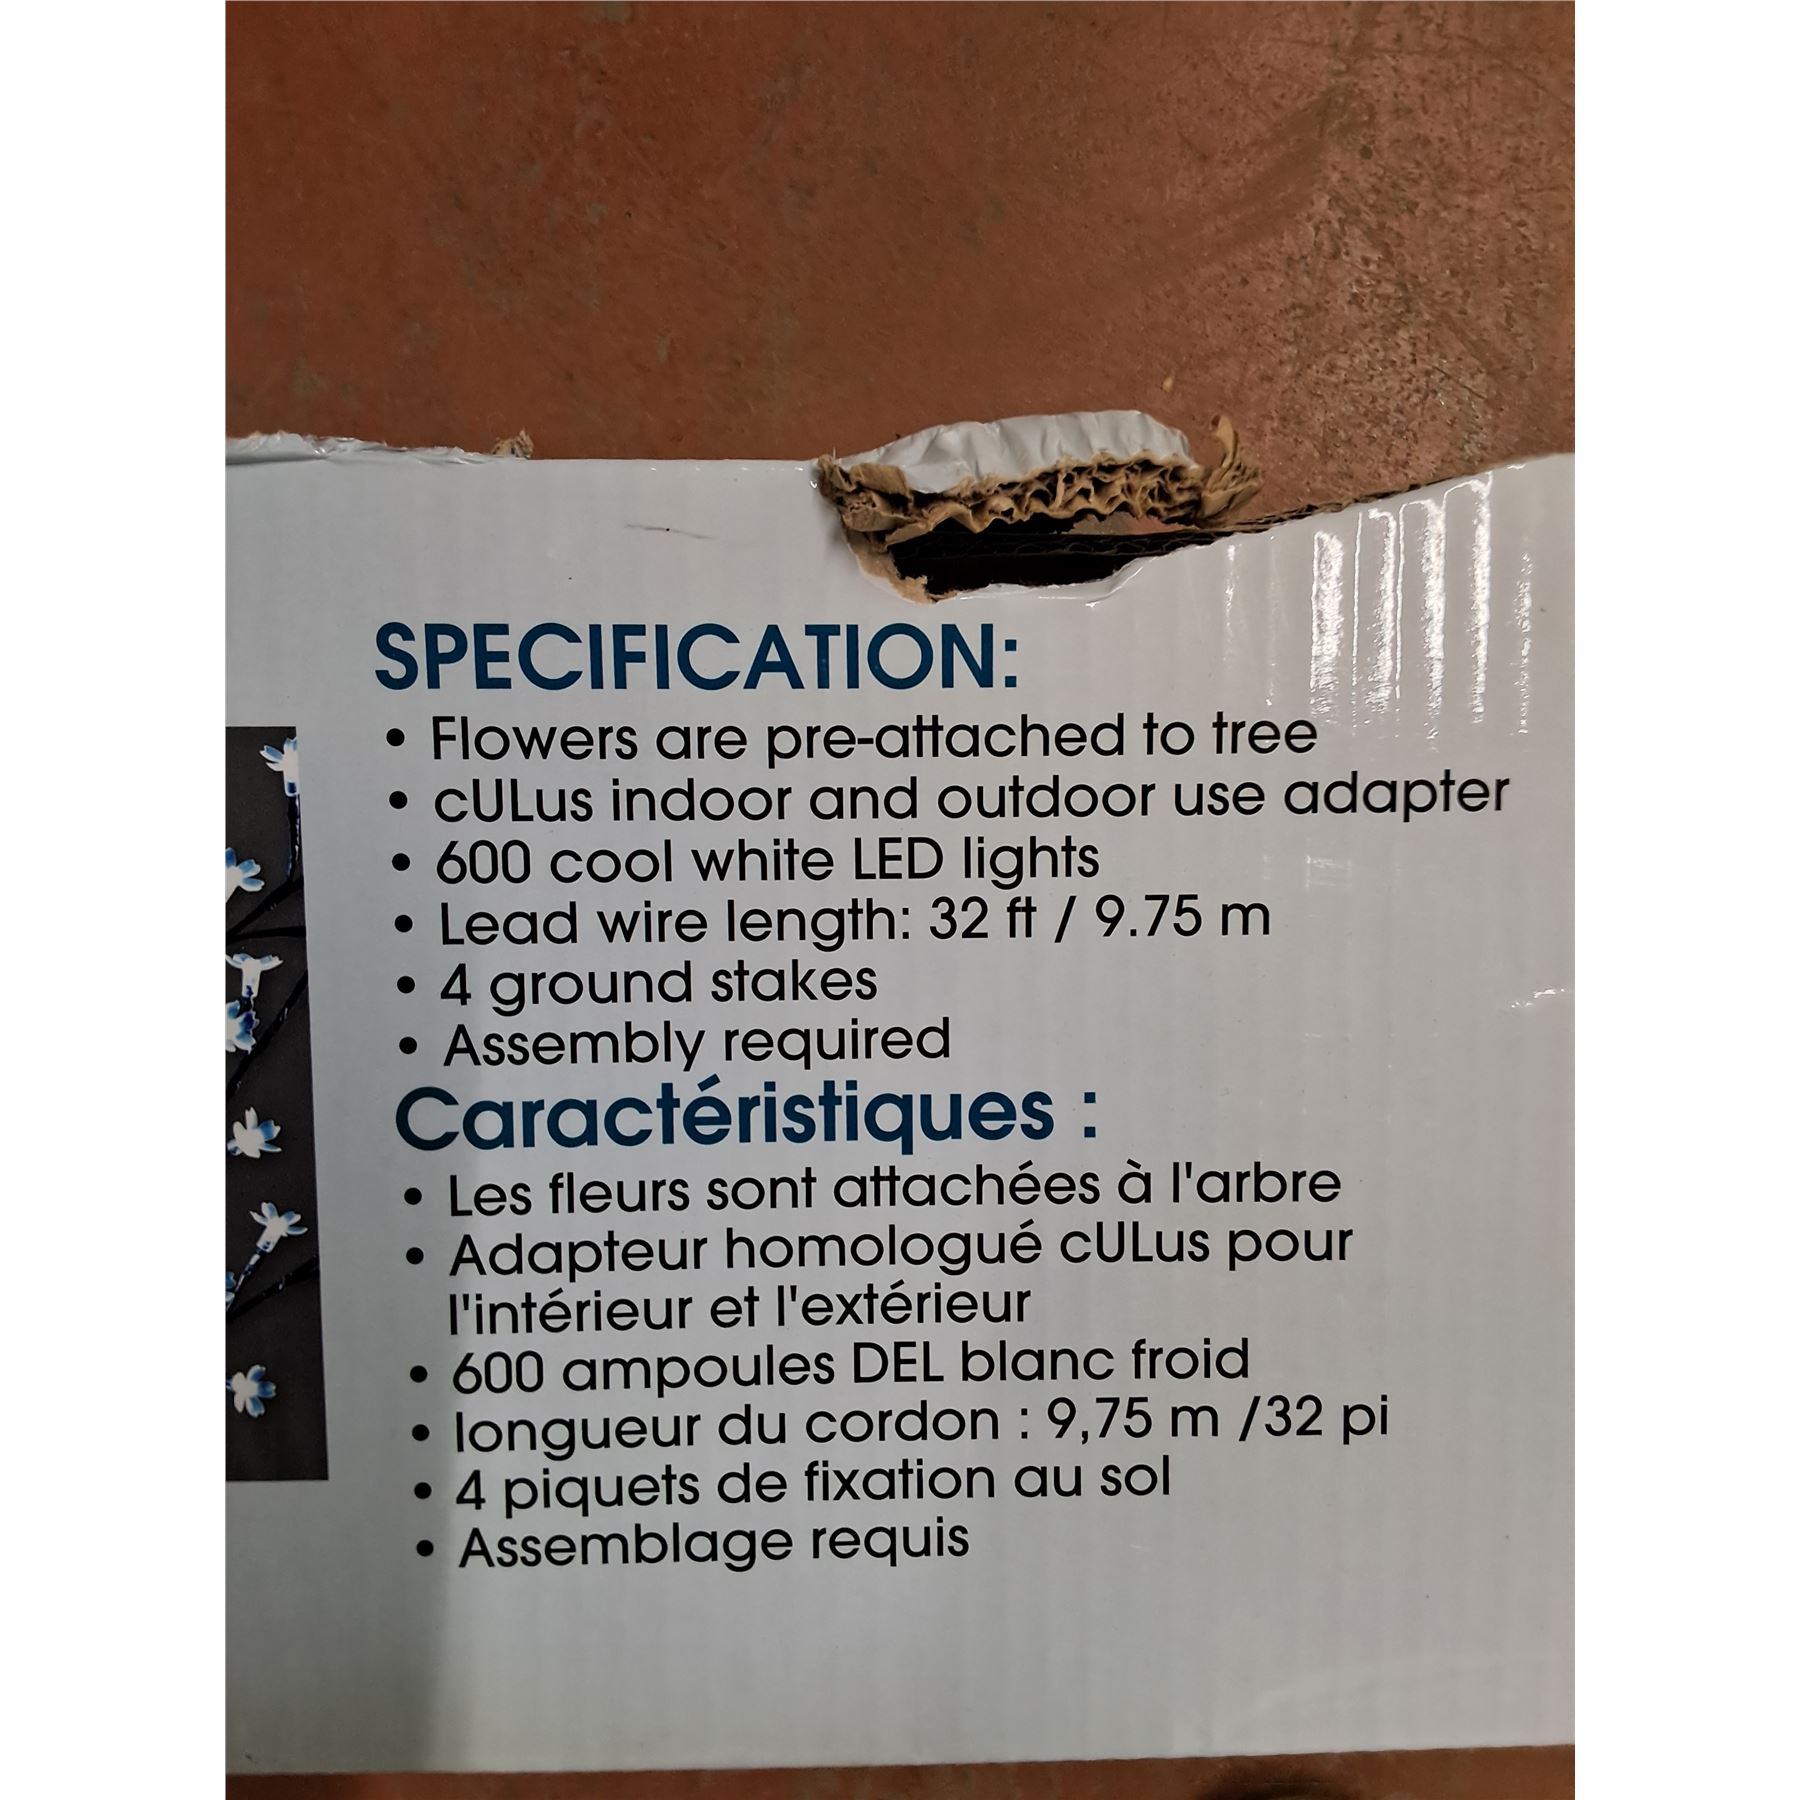 SPECIFICATION:
• Flowers are pre-attached to tree
• cULus indoor and outdoor use adapter
• 600 cool white LED lights
• Lead wire length: 32 ft / 9.75 m
• 4 ground stakes
• Assembly required
Caractéristiques :
• Les fleurs sont attachées à l'arbre
• Adapteur homologué cULus pour
l'intérieur et l'extérieur
• 600 ampoules DEL blanc froid
• longueur du cordon : 9,75 m /32 pi
• 4 piquets de fixation au sol
• Assemblage requis